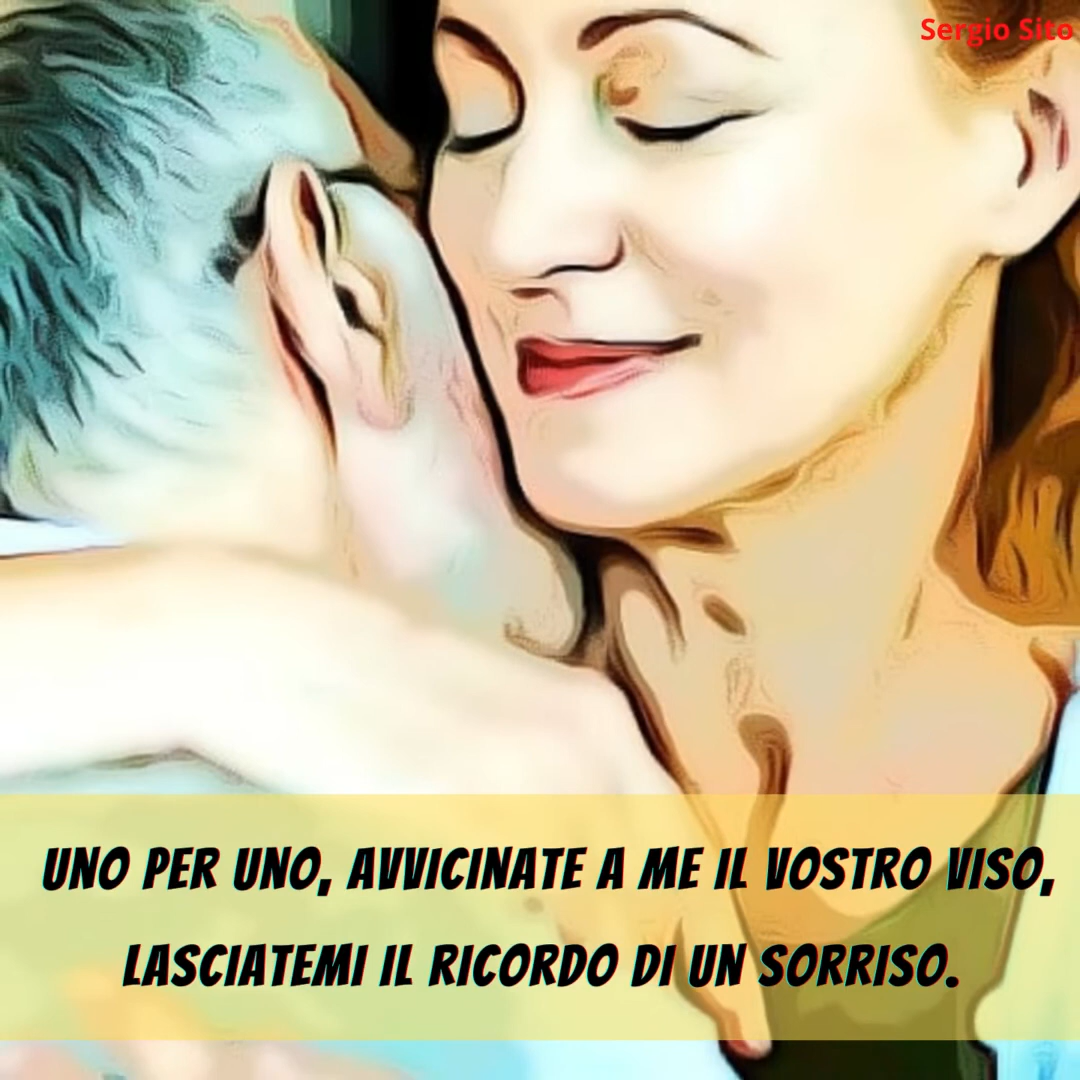 Sergio Sito
UNO PER UNO, AVVICINATE A ME IL VOSTRO VISO,
LASCIATEMI IL RICORDO DI UN SORRISO.